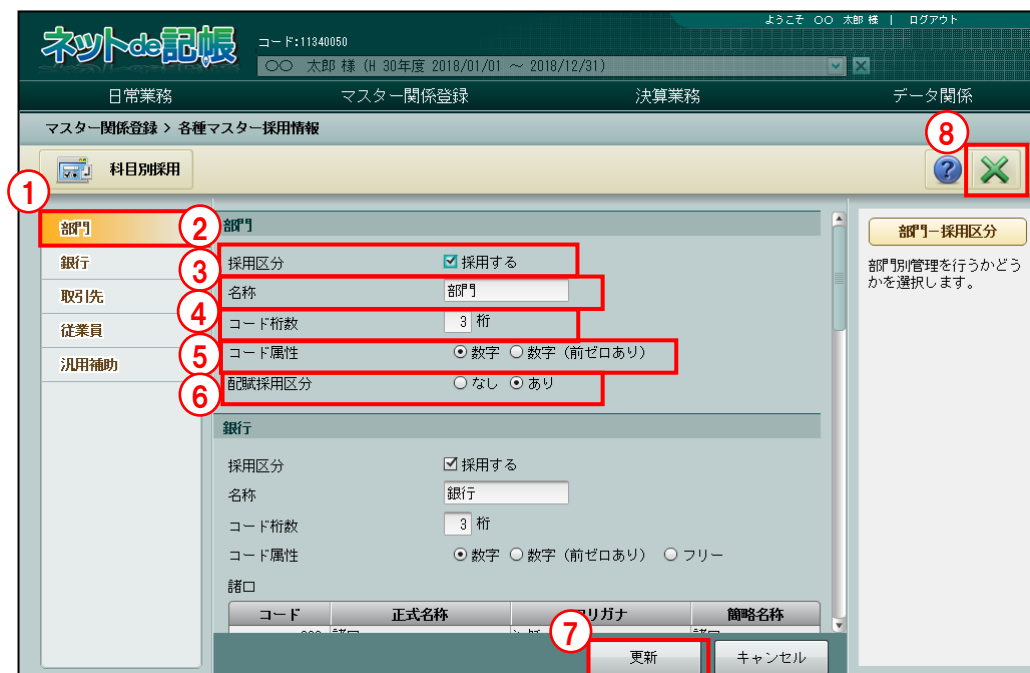 ようこそ 〇〇 太郎 様 | ログアウト
ネットde記帳
コード:11340050
〇〇 太郎 様 (H 30年度 2018/01/01 ～ 2018/12/31)
日常業務 マスター関係登録 決算業務 データ関係
マスター関係登録 > 各種マスター採用情報
⑧
科目別採用
?
①
部門
銀行
取引先
従業員
汎用補助
② 部門
③ 採用区分 採用する
名称 部門
④ コード桁数 3 桁
⑤ コード属性 数字 数字（前ゼロあり）
⑥ 配賦採用区分 なし あり
銀行
採用区分 採用する
名称 銀行
コード桁数 3 桁
コード属性 数字 数字（前ゼロあり） フリー
諸口
コード 正式名称 リガナ 簡略名称
⑦
更新 キャンセル
部門－採用区分
部門別管理を行うかどう
かを選択します。